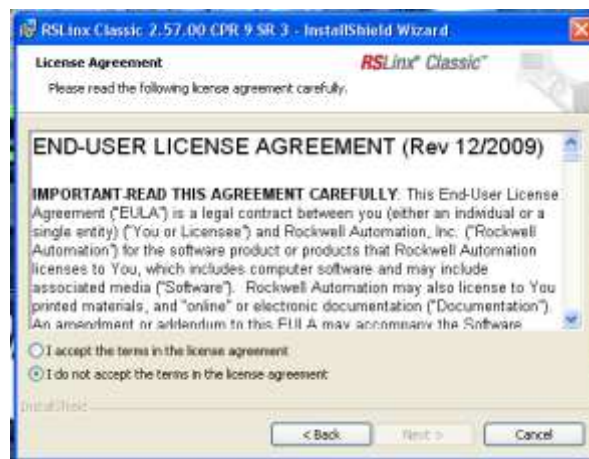 RSLinx Classic 2.57.00 CPR 9 SR 3 - InstallShield Wizard
License Agreement
RSLinx® Classic™
Please read the following license agreement carefully.
END-USER LICENSE AGREEMENT (Rev 12/2009)
IMPORTANT-READ THIS AGREEMENT CAREFULLY: This End-User License
Agreement ("EULA") is a legal contract between you (either an individual or a
single entity) ("You or Licensee") and Rockwell Automation, Inc. ("Rockwell
Automation") for the software product or products that Rockwell Automation
licenses to You, which includes computer software and may include
associated media ("Software"). Rockwell Automation may also license to You
printed materials, and "online" or electronic documentation ("Documentation").
An amendment or addendum to this EULA may accompany the Software.
I accept the terms in the license agreement
I do not accept the terms in the license agreement
InstallShield
< Back
Next >
Cancel